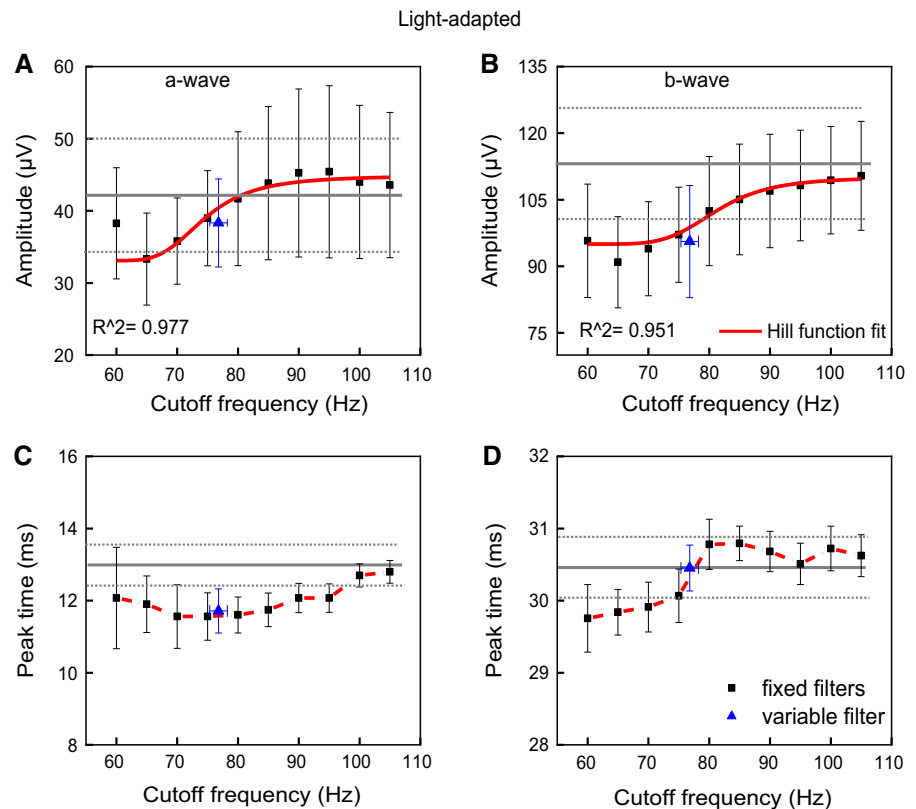 Light-adapted
A
a-wave
60
50
40
30
20
Amplitude (µV)
R^2= 0.977
60 70 80 90 100 110
Cutoff frequency (Hz)
B
b-wave
135
120
105
90
75
Amplitude (µV)
R^2= 0.951
Hill function fit
60 70 80 90 100 110
Cutoff frequency (Hz)
C
16
14
12
10
8
Peak time (ms)
60 70 80 90 100 110
Cutoff frequency (Hz)
D
32
31
30
29
28
Peak time (ms)
fixed filters
variable filter
60 70 80 90 100 110
Cutoff frequency (Hz)